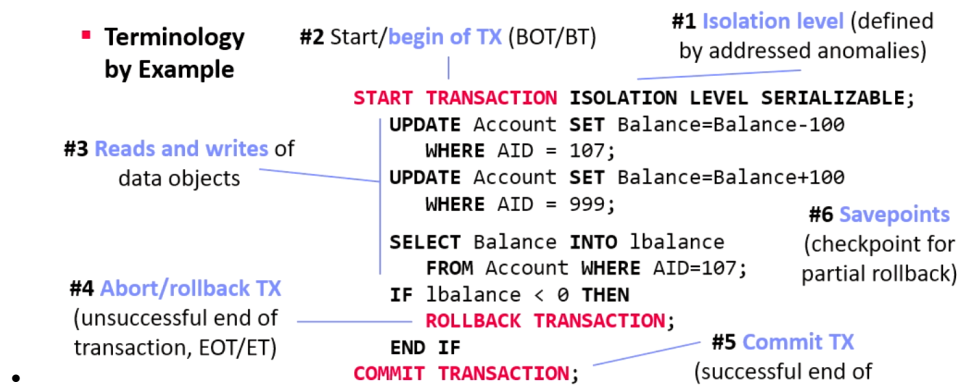 ▪ Terminology
by Example
#2 Start/begin of TX (BOT/BT)
#1 Isolation level (defined
by addressed anomalies)
START TRANSACTION ISOLATION LEVEL SERIALIZABLE;
UPDATE Account SET Balance=Balance-100
WHERE AID = 107;
UPDATE Account SET Balance=Balance+100
WHERE AID = 999;
SELECT Balance INTO lbalance
FROM Account WHERE AID=107;
IF lbalance < 0 THEN
ROLLBACK TRANSACTION;
END IF
COMMIT TRANSACTION;
#3 Reads and writes of
data objects
#4 Abort/rollback TX
(unsuccessful end of
transaction, EOT/ET)
#6 Savepoints
(checkpoint for
partial rollback)
#5 Commit TX
(successful end of